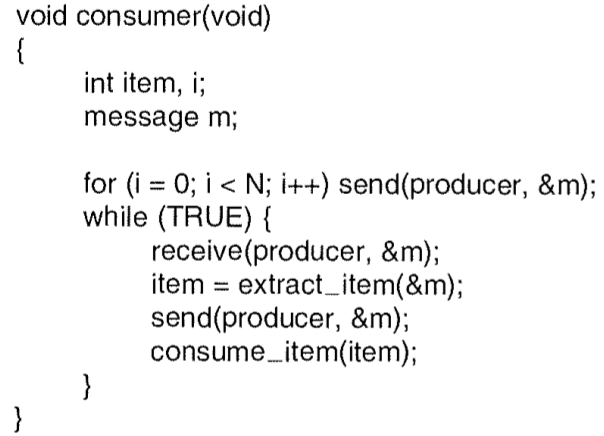 void consumer(void)
{
int item, i;
message m;
for (i = 0; i < N; i++) send(producer, &m);
while (TRUE) {
receive(producer, &m);
item = extract_item(&m);
send(producer, &m);
consume_item(item);
}
}